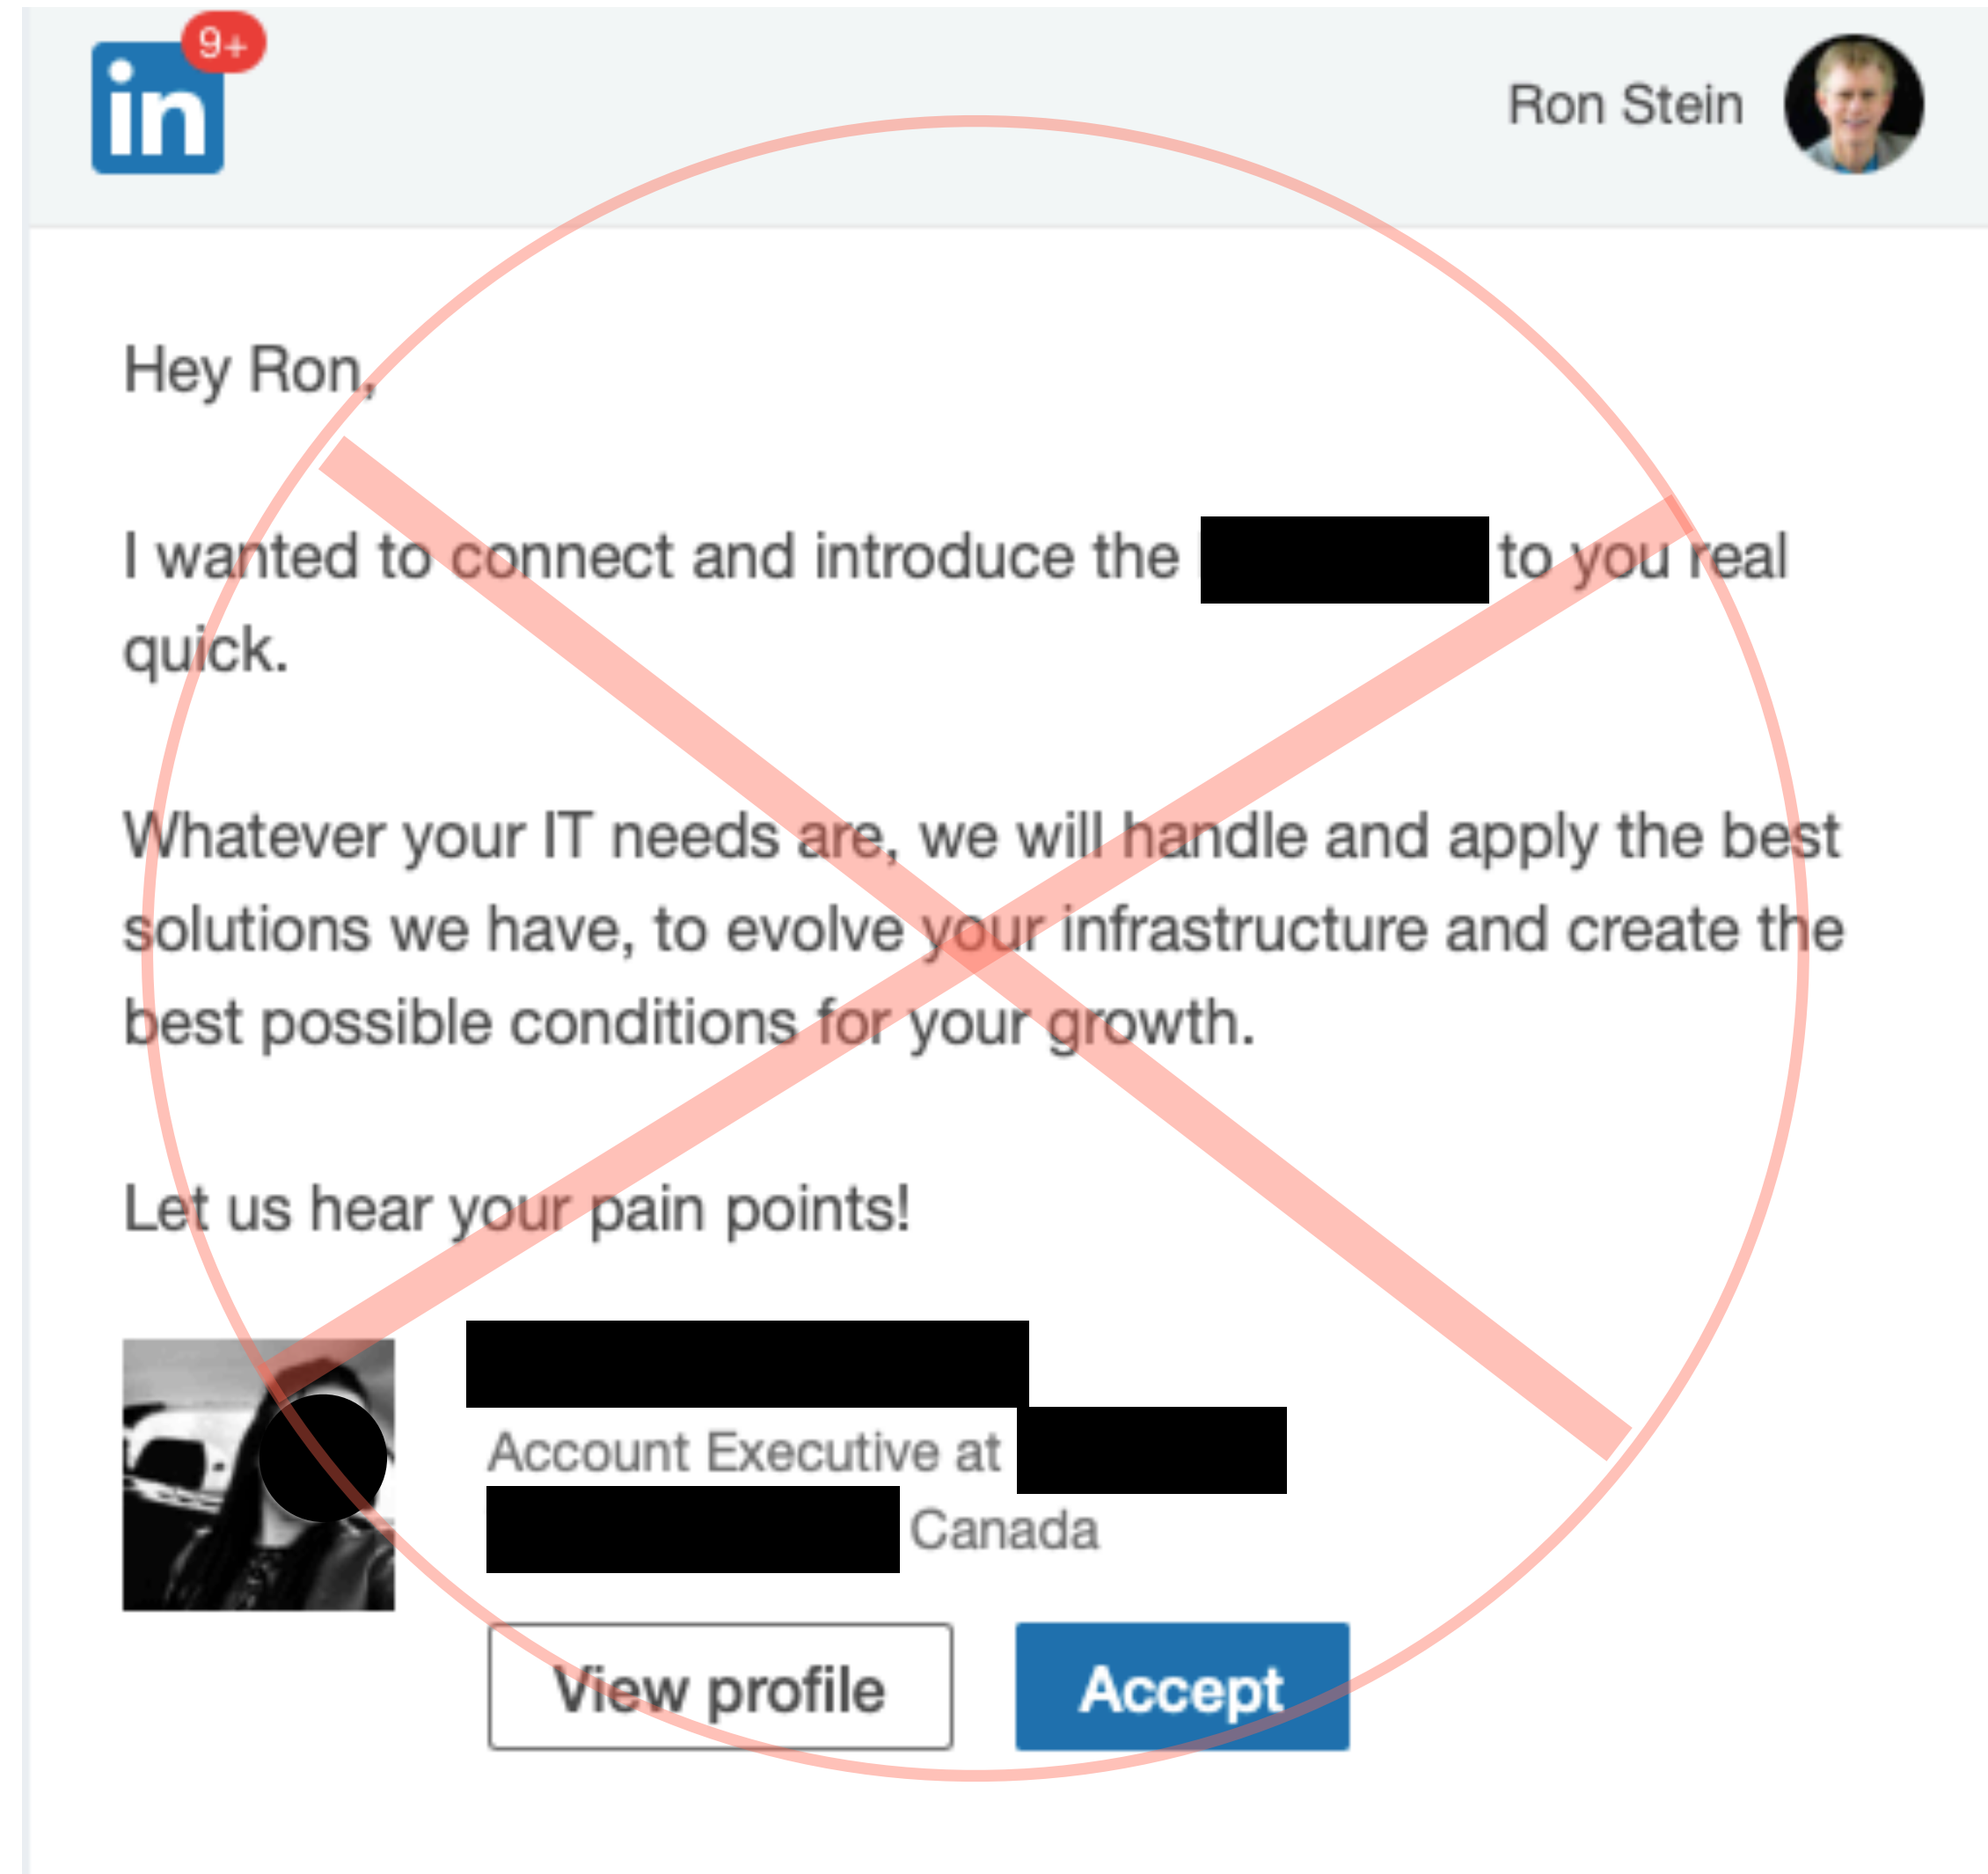 in 9+
Ron Stein
Hey Ron,
I wanted to connect and introduce the to you real
quick.
Whatever your IT needs are, we will handle and apply the best
solutions we have, to evolve your infrastructure and create the
best possible conditions for your growth.
Let us hear your pain points!
Account Executive at
Canada
View profile
Accept